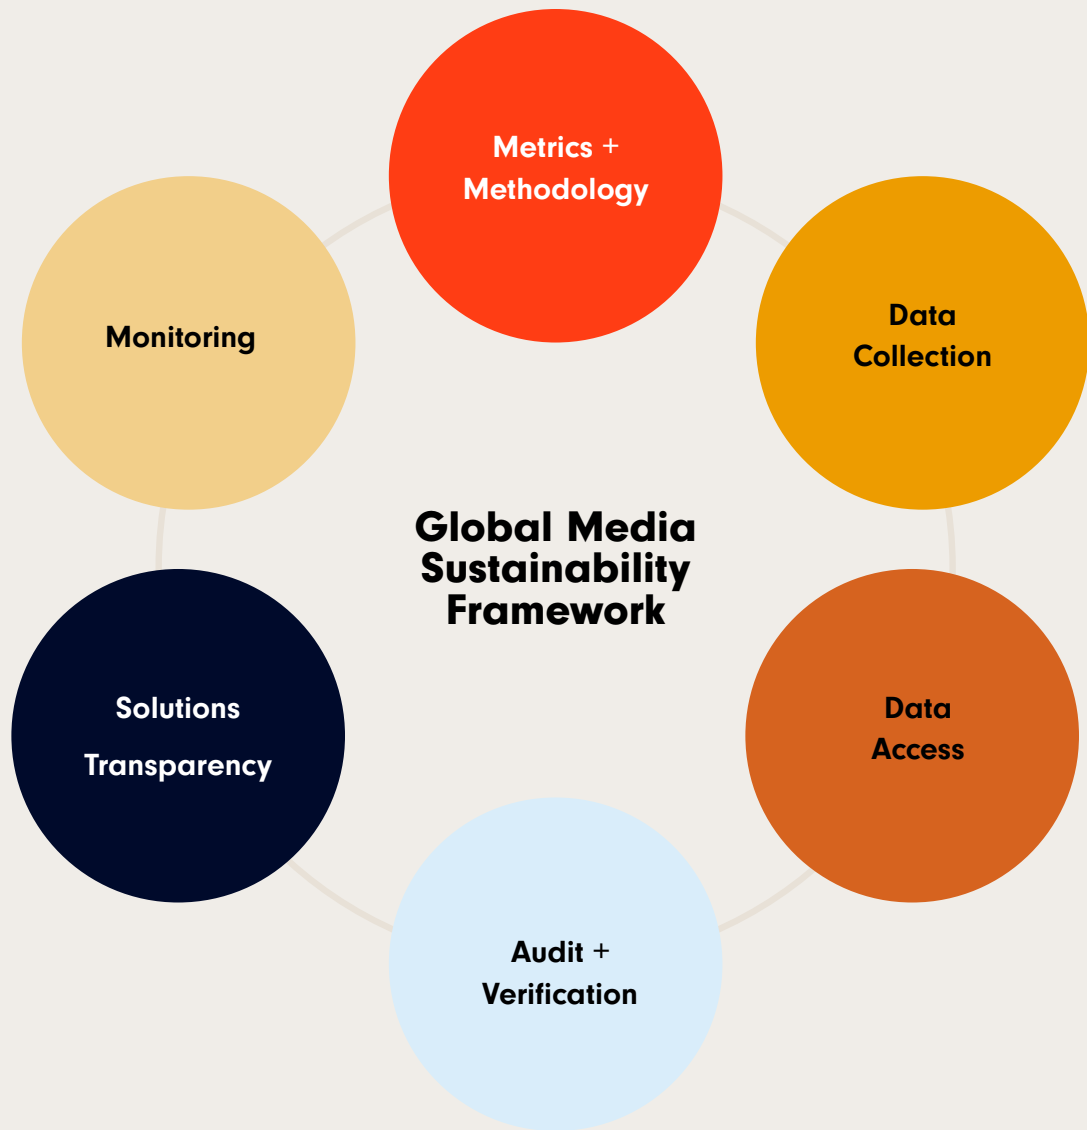 Metrics +
Methodology
Data
Collection
Data
Access
Audit +
Verification
Solutions
Transparency
Monitoring
Global Media
Sustainability
Framework